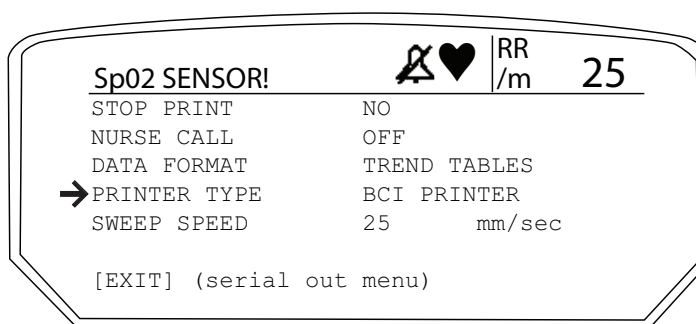 Sp02 SENSOR! RR /m 25
STOP PRINT NO
NURSE CALL OFF
DATA FORMAT TREND TABLES
PRINTER TYPE BCI PRINTER
SWEEP SPEED 25 mm/sec
[EXIT] (serial out menu)